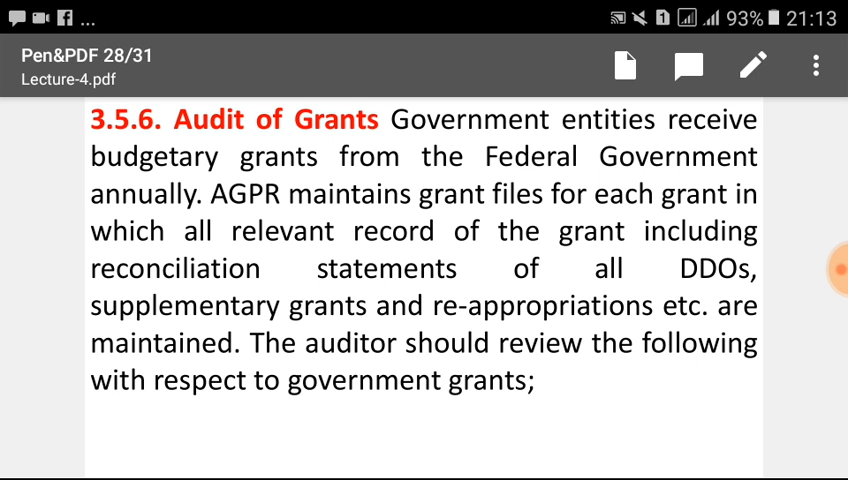 ... 1 93% 21:13
Pen&PDF 28/31
Lecture-4.pdf
3.5.6. Audit of Grants Government entities receive
budgetary grants from the Federal Government
annually. AGPR maintains grant files for each grant in
which all relevant record of the grant including
reconciliation statements of all DDOs,
supplementary grants and re-appropriations etc. are
maintained. The auditor should review the following
with respect to government grants;